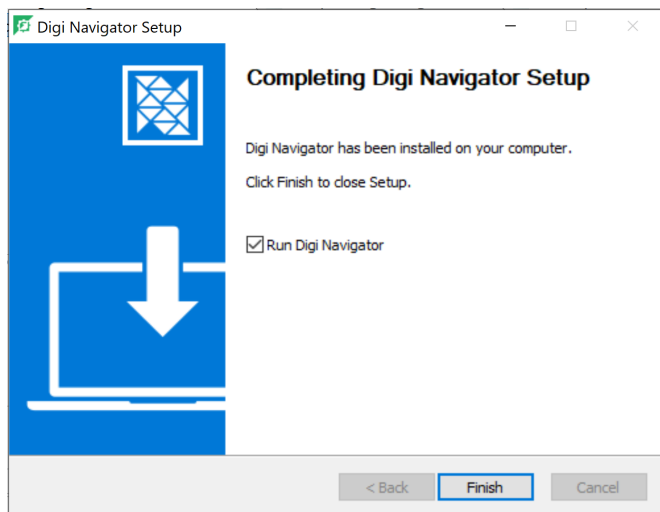 Digi Navigator Setup
Completing Digi Navigator Setup
Digi Navigator has been installed on your computer.
Click Finish to close Setup.
Run Digi Navigator
< Back
Finish
Cancel